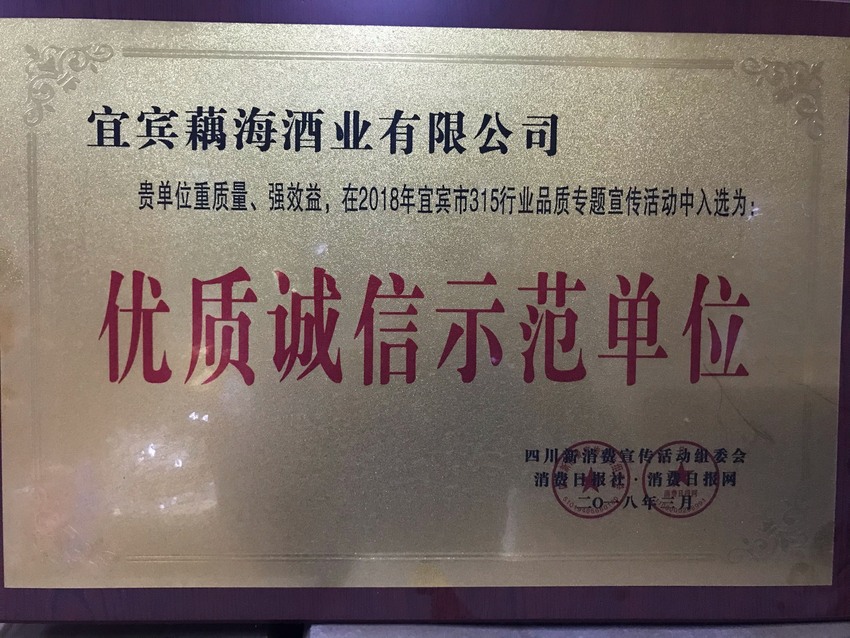 宜宾藕海酒业有限公司
贵单位重质量、强效益，在2018年宜宾市315行业品质专题宣传活动中入选为：
优质诚信示范单位
四川新消费宣传活动组委会
消费日报社·消费日报网
二〇一八年二月